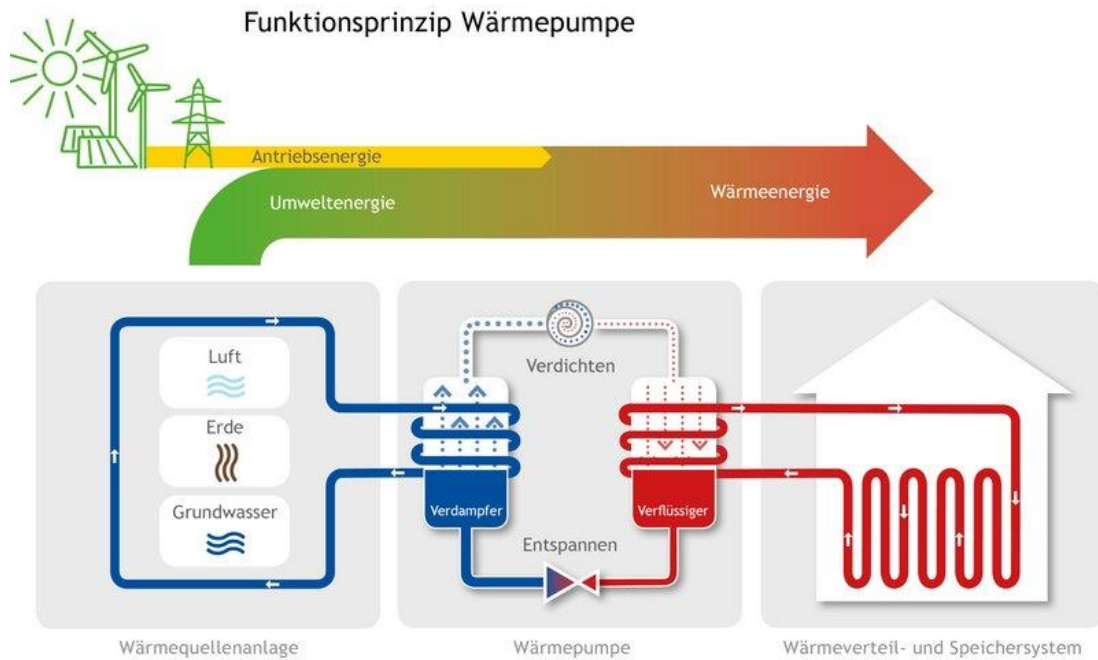 Funktionsprinzip Wärmepumpe
Antriebsenergie
Umweltenergie
Wärmeenergie
Luft
Erde
Grundwasser
Verdichten
Verdampfer
Verflüssiger
Entspannen
Wärmequellenanlage
Wärmepumpe
Wärmeverteil- und Speichersystem